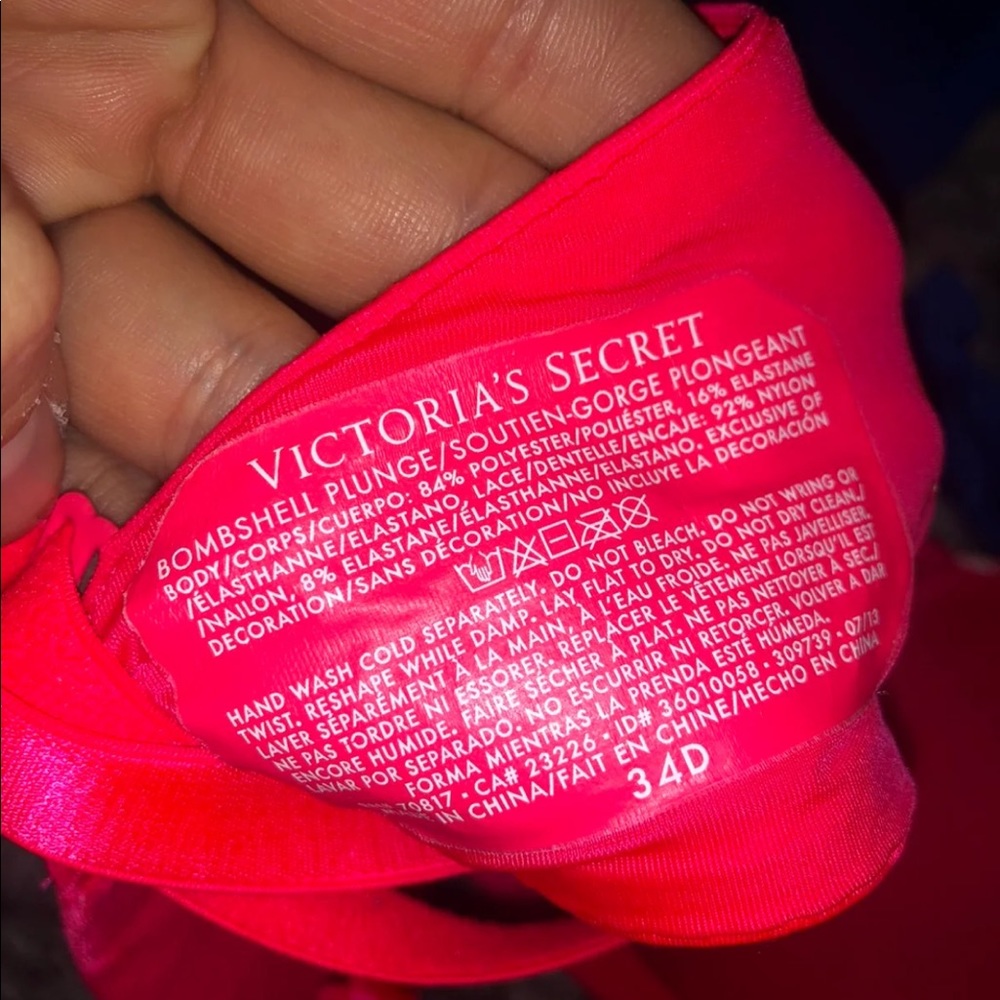 VICTORIA'S SECRET
BOMBSHELL PLUNGE/SOUTIEN-GORGE PLONGEANT
BODY/CORPS/CUERPO: 84% POLYESTER/POLIÉSTER, 16% ELASTANE
/ÉLASTHANNE/ELASTANO, LACE/DENTELLE/ENCAJE: 92% NYLON
/NAILON, 8% ELASTANE/ÉLASTHANNE/ELASTANO, EXCLUSIVE OF
DECORATION/SANS DÉCORATION/NO INCLUYE LA DECORACIÓN
HAND WASH COLD SEPARATELY. DO NOT BLEACH. DO NOT WRING OR
TWIST. RESHAPE WHILE DAMP. LAY FLAT TO DRY. DO NOT DRY CLEAN./
LAVER SÉPARÉMENT À LA MAIN, À L'EAU FROIDE. NE PAS JAVELLISER.
NE PAS TORDRE NI ESSORER. REPLACER LE VÊTEMENT LORSQU'IL EST
ENCORE HUMIDE. FAIRE SÉCHER À PLAT. NE PAS NETTOYER À SEC./
LAVAR POR SEPARADO. NO ESCURRIR NI RETORCER. VOLVER A DAR
FORMA MIENTRAS LA PRENDA ESTÉ HÚMEDA.
70817 • CA# 23226 • ID# 36010058 • 309739 • 07/13
IN CHINA/FAIT EN CHINE/HECHO EN CHINA
34D